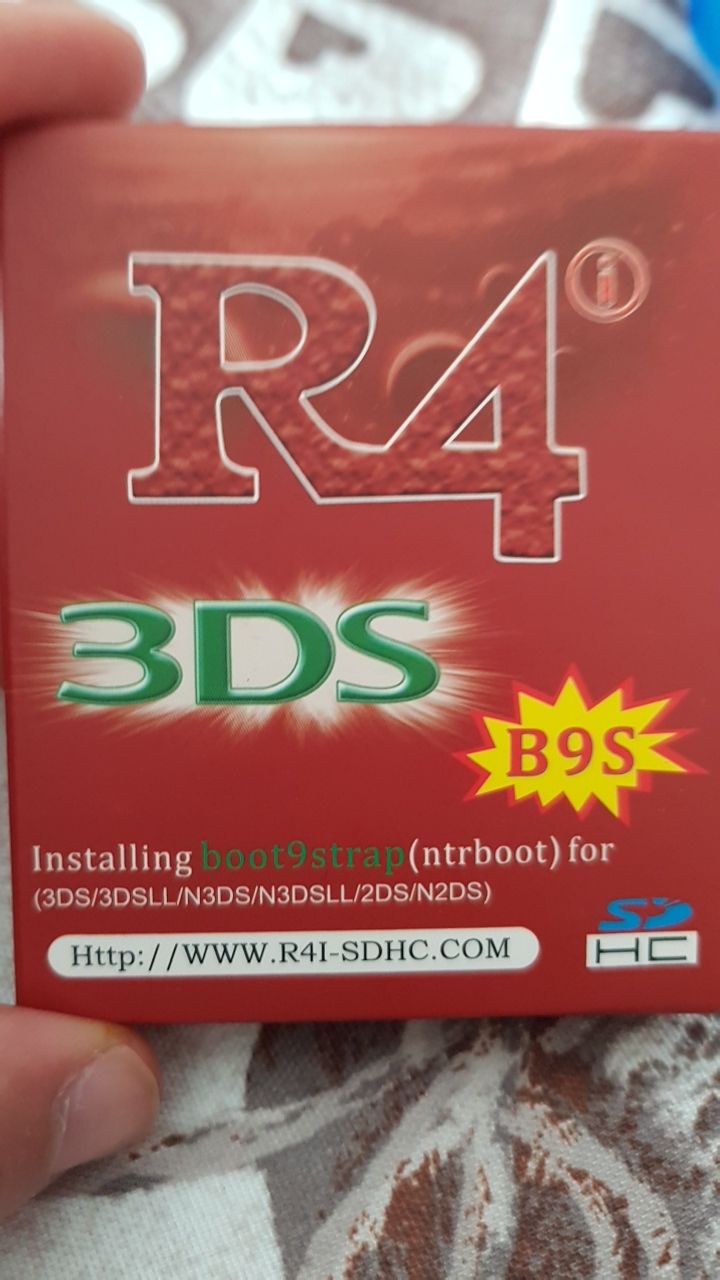 R4 i
3DS
B9S
Installing boot9strap(ntrboot) for
(3DS/3DSLL/N3DS/N3DSLL/2DS/N2DS)
Http://WWW.R4I-SDHC.COM
SD
HC